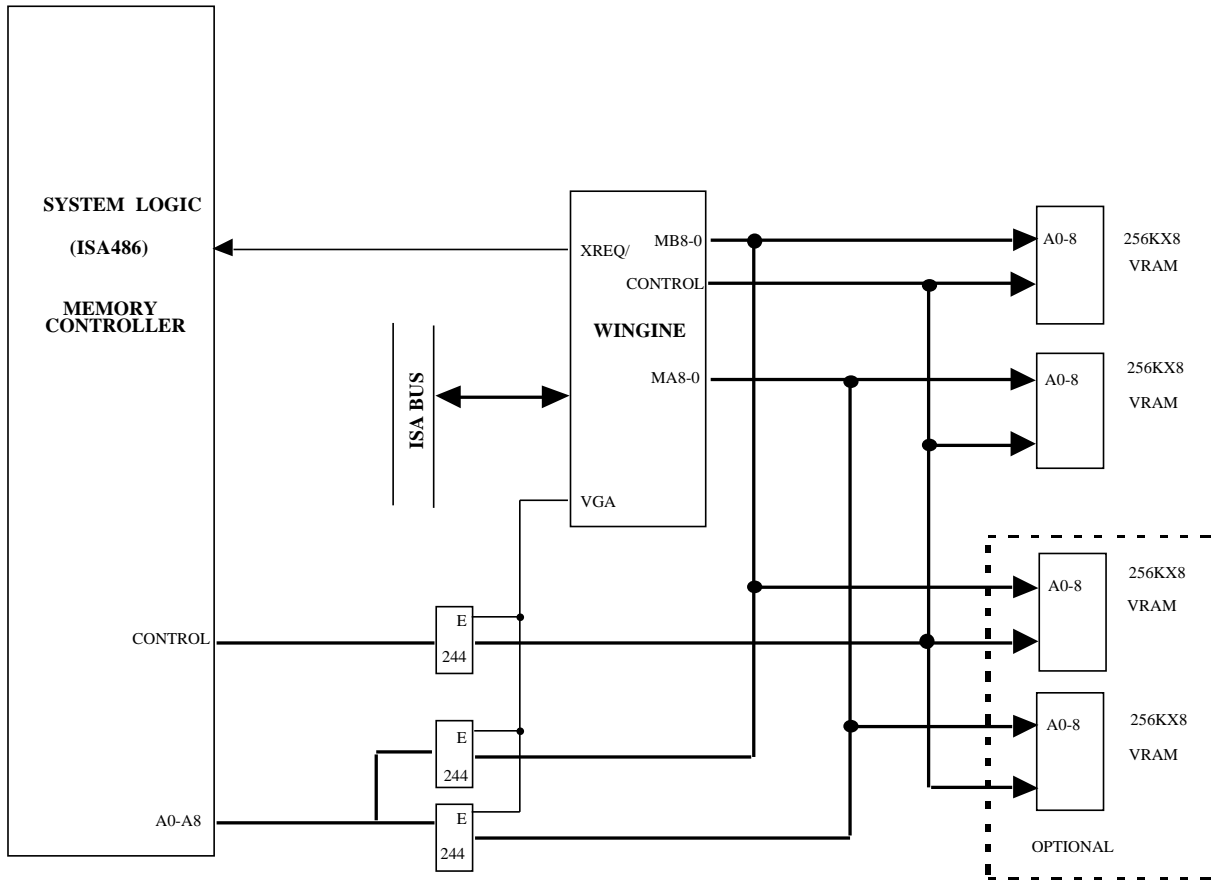 SYSTEM LOGIC
(ISA486)
MEMORY
CONTROLLER
CONTROL
A0-A8
ISA BUS
XREQ/
MB8-0
CONTROL
WINGINE
MA8-0
VGA
E
244
E
244
E
244
A0-8
256KX8
VRAM
A0-8
256KX8
VRAM
A0-8
256KX8
VRAM
A0-8
256KX8
VRAM
OPTIONAL